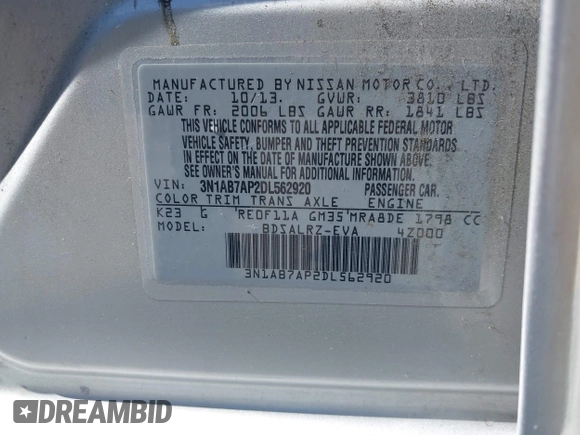 MANUFACTURED BY NISSAN MOTOR CO., LTD.
DATE: 10/13. GVWR: 3810 LBS
GAWR FR: 2006 LBS GAWR RR: 1841 LBS
THIS VEHICLE CONFORMS TO ALL APPLICABLE FEDERAL MOTOR
VEHICLE SAFETY, BUMPER AND THEFT PREVENTION STANDARDS
IN EFFECT ON THE DATE OF MANUFACTURE SHOWN ABOVE.
SEE OWNER'S MANUAL FOR ADDITIONAL INFORMATION.
VIN: 3N1AB7AP2DL562920 PASSENGER CAR.
COLOR TRIM TRANS AXLE ENGINE
K23 G RE0F11A GM35 MRA8DE 1798 CC
BDSALRZ-EVA 4Z000
3N1AB7AP2DL562920
DREAMBID